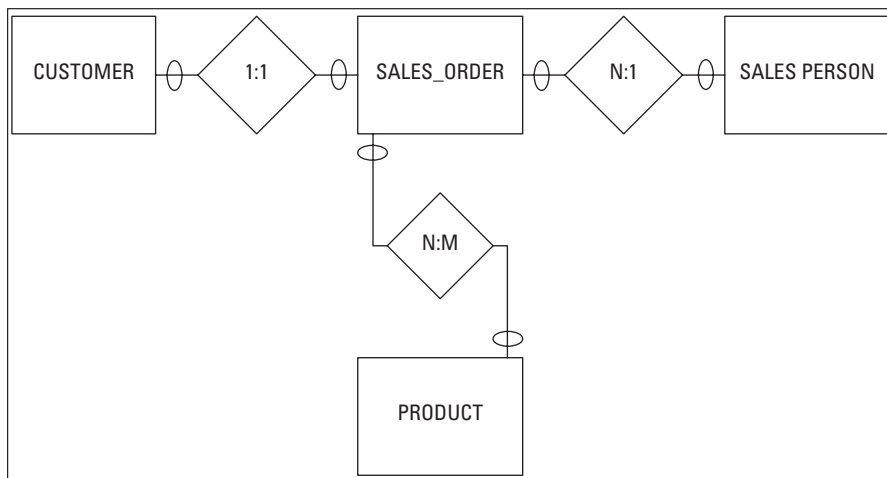 CUSTOMER
1:1
SALES_ORDER
N:1
SALES PERSON
N:M
PRODUCT